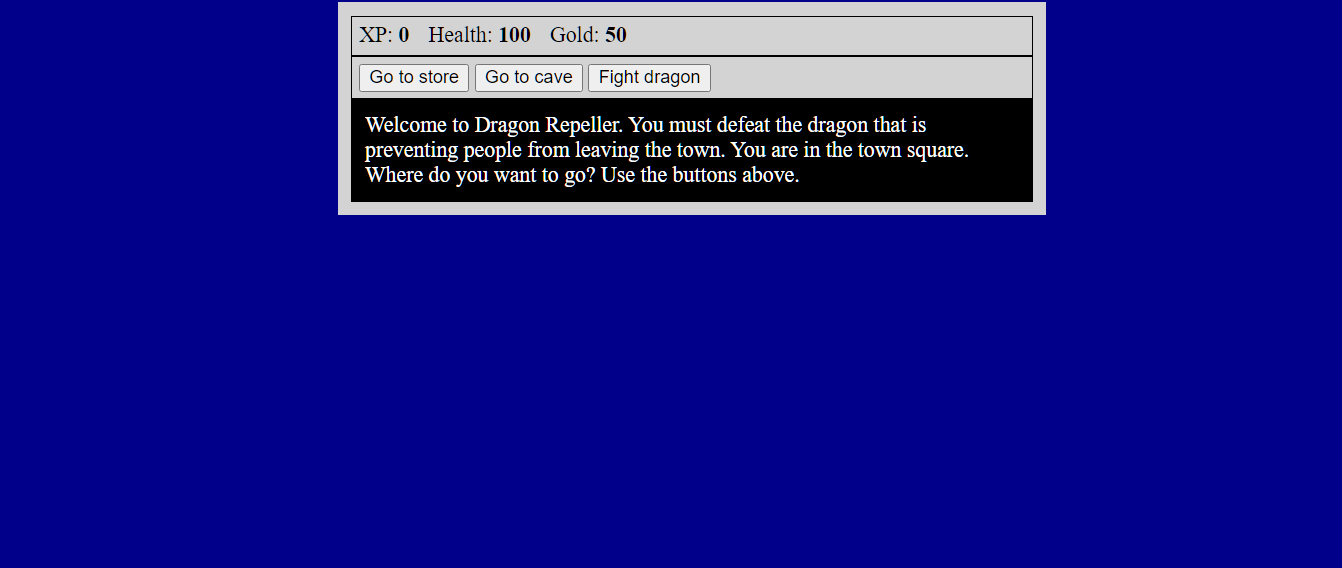 XP: 0 Health: 100 Gold: 50
Go to store Go to cave Fight dragon
Welcome to Dragon Repeller. You must defeat the dragon that is
preventing people from leaving the town. You are in the town square.
Where do you want to go? Use the buttons above.